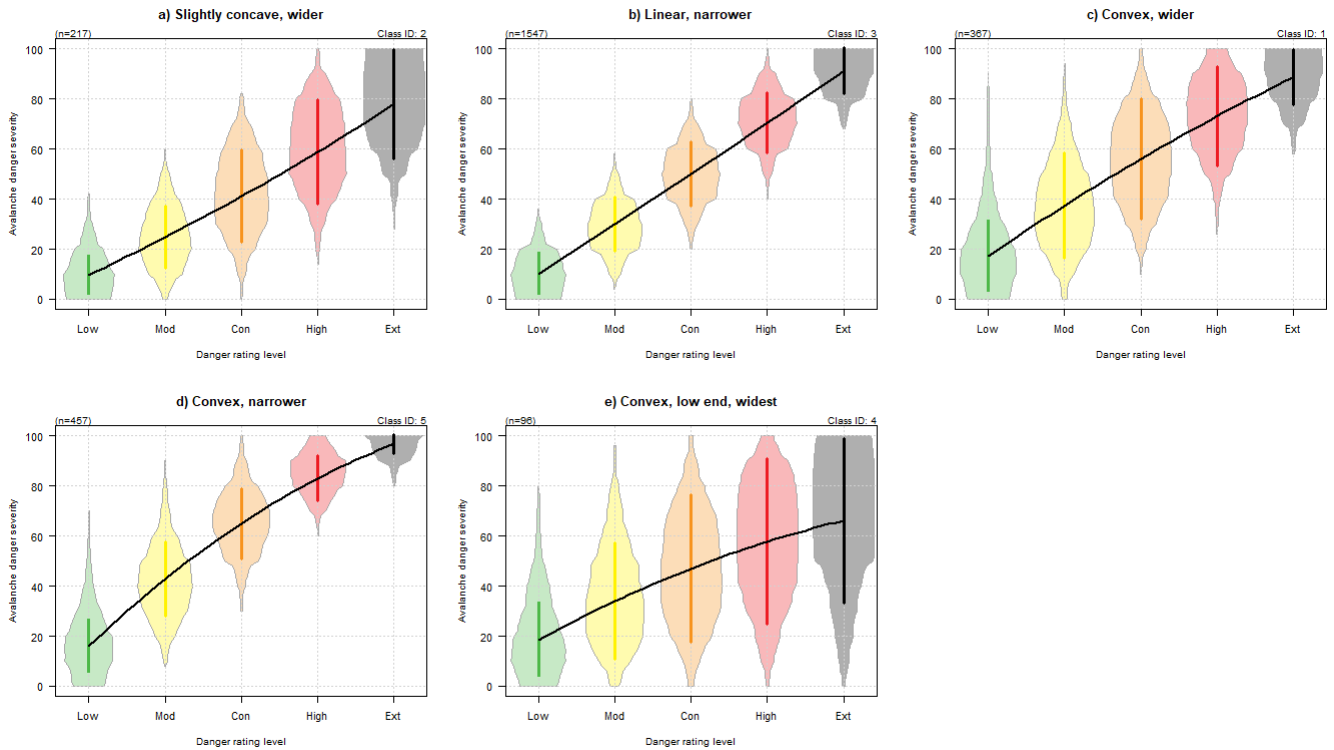 a) Slightly concave, wider
(n=217) Class ID: 2
100
80
60
40
20
0
Avalanche danger severity
Low Mod Con High Ext
Danger rating level
b) Linear, narrower
(n=1547) Class ID: 3
100
80
60
40
20
0
Avalanche danger severity
Low Mod Con High Ext
Danger rating level
c) Convex, wider
(n=367) Class ID: 1
100
80
60
40
20
0
Avalanche danger severity
Low Mod Con High Ext
Danger rating level
d) Convex, narrower
(n=457) Class ID: 5
100
80
60
40
20
0
Avalanche danger severity
Low Mod Con High Ext
Danger rating level
e) Convex, low end, widest
(n=96) Class ID: 4
100
80
60
40
20
0
Avalanche danger severity
Low Mod Con High Ext
Danger rating level